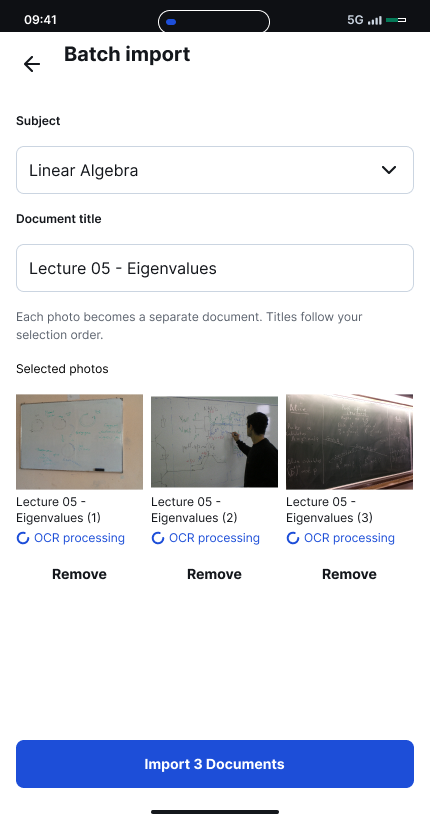 09:41
5G
Batch import
Subject
Linear Algebra
Document title
Lecture 05 - Eigenvalues
Each photo becomes a separate document. Titles follow your
selection order.
Selected photos
Lecture 05 -
Eigenvalues (1)
OCR processing
Remove
Lecture 05 -
Eigenvalues (2)
OCR processing
Remove
Lecture 05 -
Eigenvalues (3)
OCR processing
Remove
Import 3 Documents